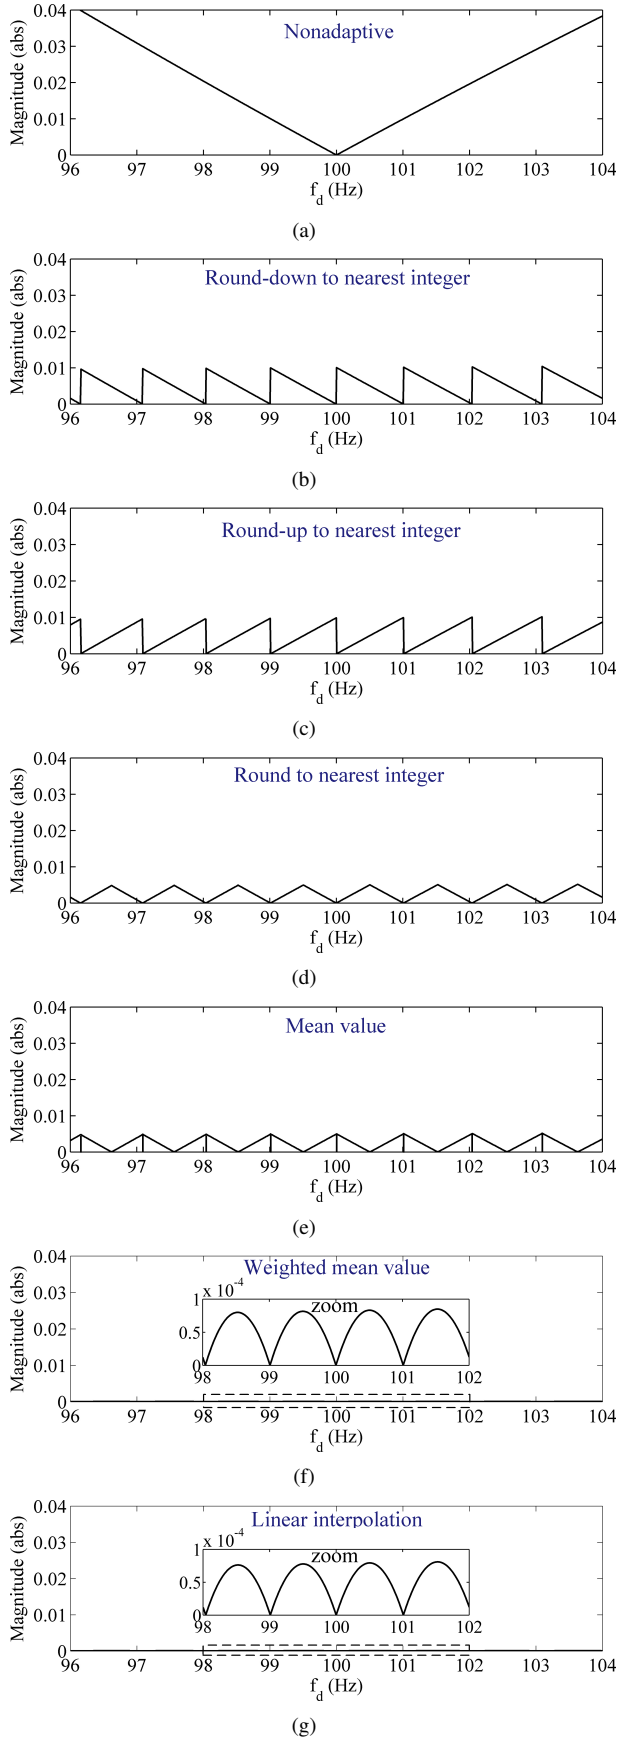 Nonadaptive
Magnitude (abs)
0.04
0.03
0.02
0.01
0
96 97 98 99 100 101 102 103 104
f_d (Hz)
(a)
Round-down to nearest integer
Magnitude (abs)
0.04
0.03
0.02
0.01
0
96 97 98 99 100 101 102 103 104
f_d (Hz)
(b)
Round-up to nearest integer
Magnitude (abs)
0.04
0.03
0.02
0.01
0
96 97 98 99 100 101 102 103 104
f_d (Hz)
(c)
Round to nearest integer
Magnitude (abs)
0.04
0.03
0.02
0.01
0
96 97 98 99 100 101 102 103 104
f_d (Hz)
(d)
Mean value
Magnitude (abs)
0.04
0.03
0.02
0.01
0
96 97 98 99 100 101 102 103 104
f_d (Hz)
(e)
Weighted mean value
Magnitude (abs)
0.04
0.03
0.02
0.01
0
x 10^-4
zoom
1
0.5
0
98 99 100 101 102
96 97 98 99 100 101 102 103 104
f_d (Hz)
(f)
Linear interpolation
Magnitude (abs)
0.04
0.03
0.02
0.01
0
x 10^-4
zoom
1
0.5
0
98 99 100 101 102
96 97 98 99 100 101 102 103 104
f_d (Hz)
(g)